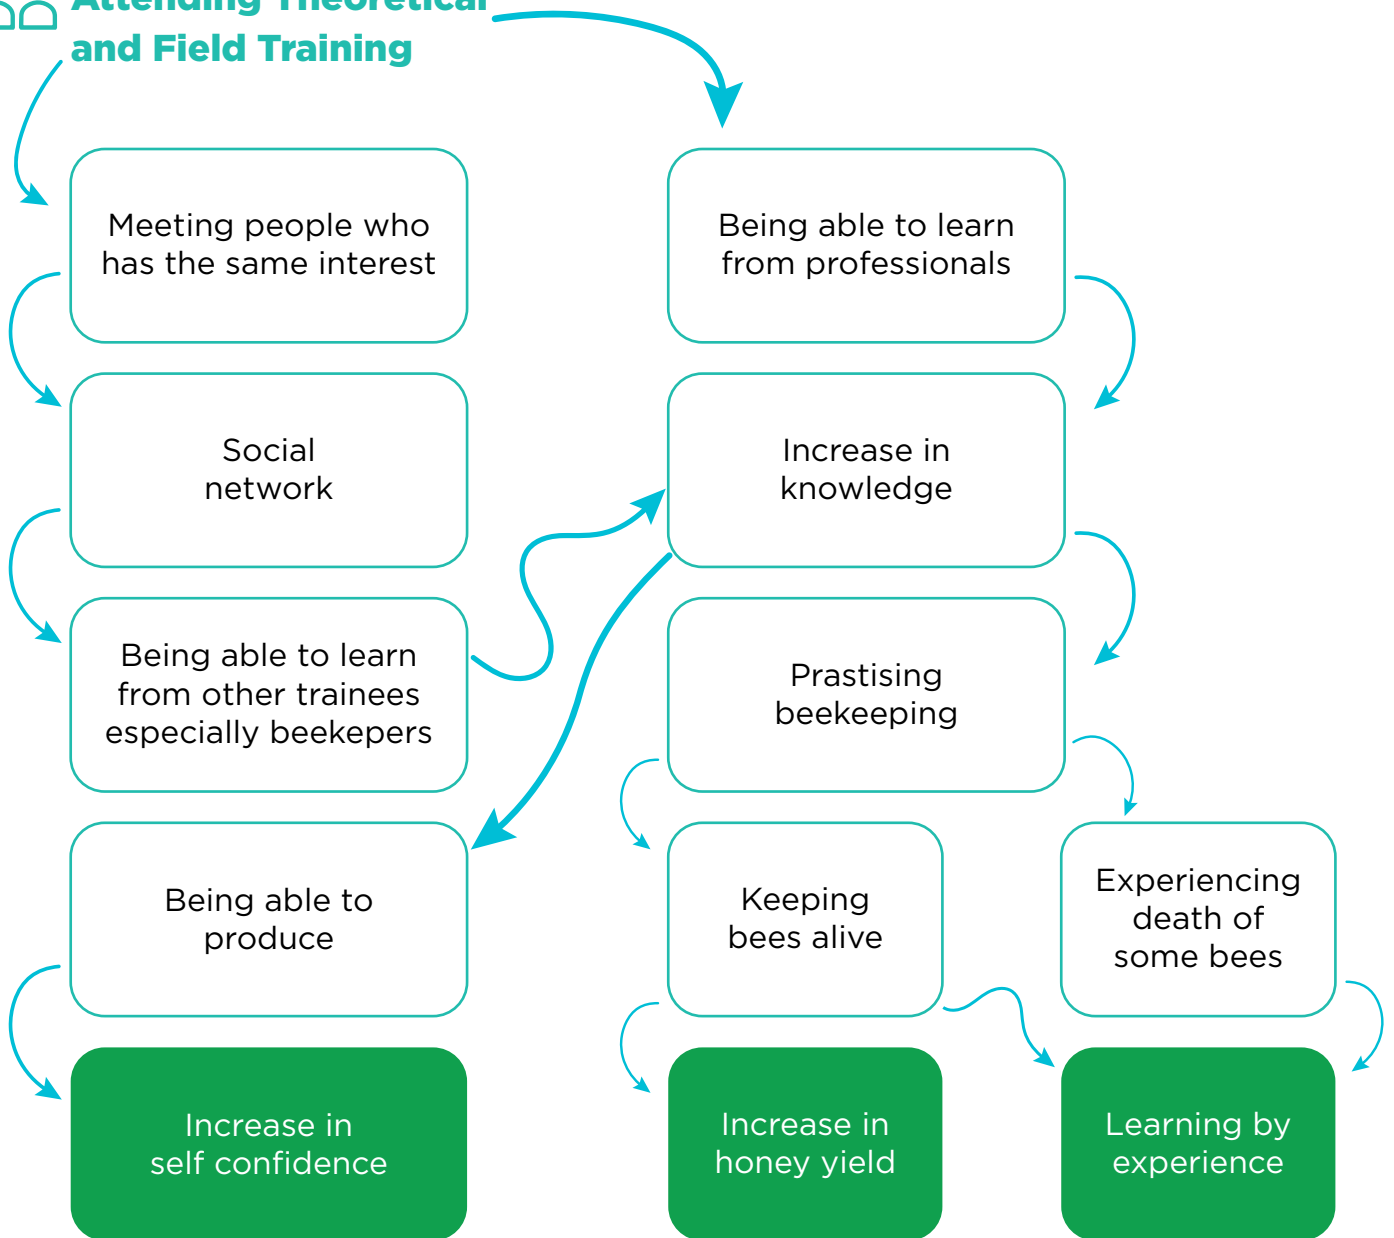 Attending Theoretical
and Field Training
Meeting people who
has the same interest
Being able to learn
from professionals
Social
network
Increase in
knowledge
Being able to learn
from other trainees
especially beekepers
Prastising
beekeeping
Being able to
produce
Keeping
bees alive
Experiencing
death of
some bees
Increase in
self confidence
Increase in
honey yield
Learning by
experience